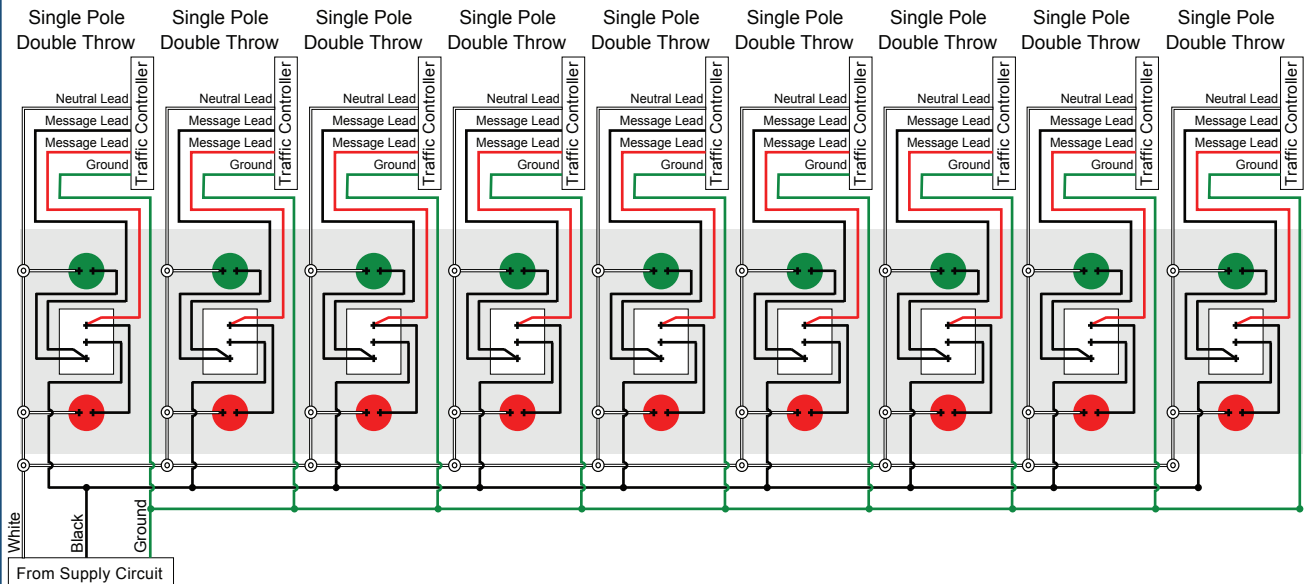 Single Pole
Double Throw
Single Pole
Double Throw
Single Pole
Double Throw
Single Pole
Double Throw
Single Pole
Double Throw
Single Pole
Double Throw
Single Pole
Double Throw
Single Pole
Double Throw
Single Pole
Double Throw
Neutral Lead
Message Lead
Message Lead
Ground
Traffic Controller
Neutral Lead
Message Lead
Message Lead
Ground
Traffic Controller
Neutral Lead
Message Lead
Message Lead
Ground
Traffic Controller
Neutral Lead
Message Lead
Message Lead
Ground
Traffic Controller
Neutral Lead
Message Lead
Message Lead
Ground
Traffic Controller
Neutral Lead
Message Lead
Message Lead
Ground
Traffic Controller
Neutral Lead
Message Lead
Message Lead
Ground
Traffic Controller
Neutral Lead
Message Lead
Message Lead
Ground
Traffic Controller
Neutral Lead
Message Lead
Message Lead
Ground
Traffic Controller
White
Black
Ground
From Supply Circuit